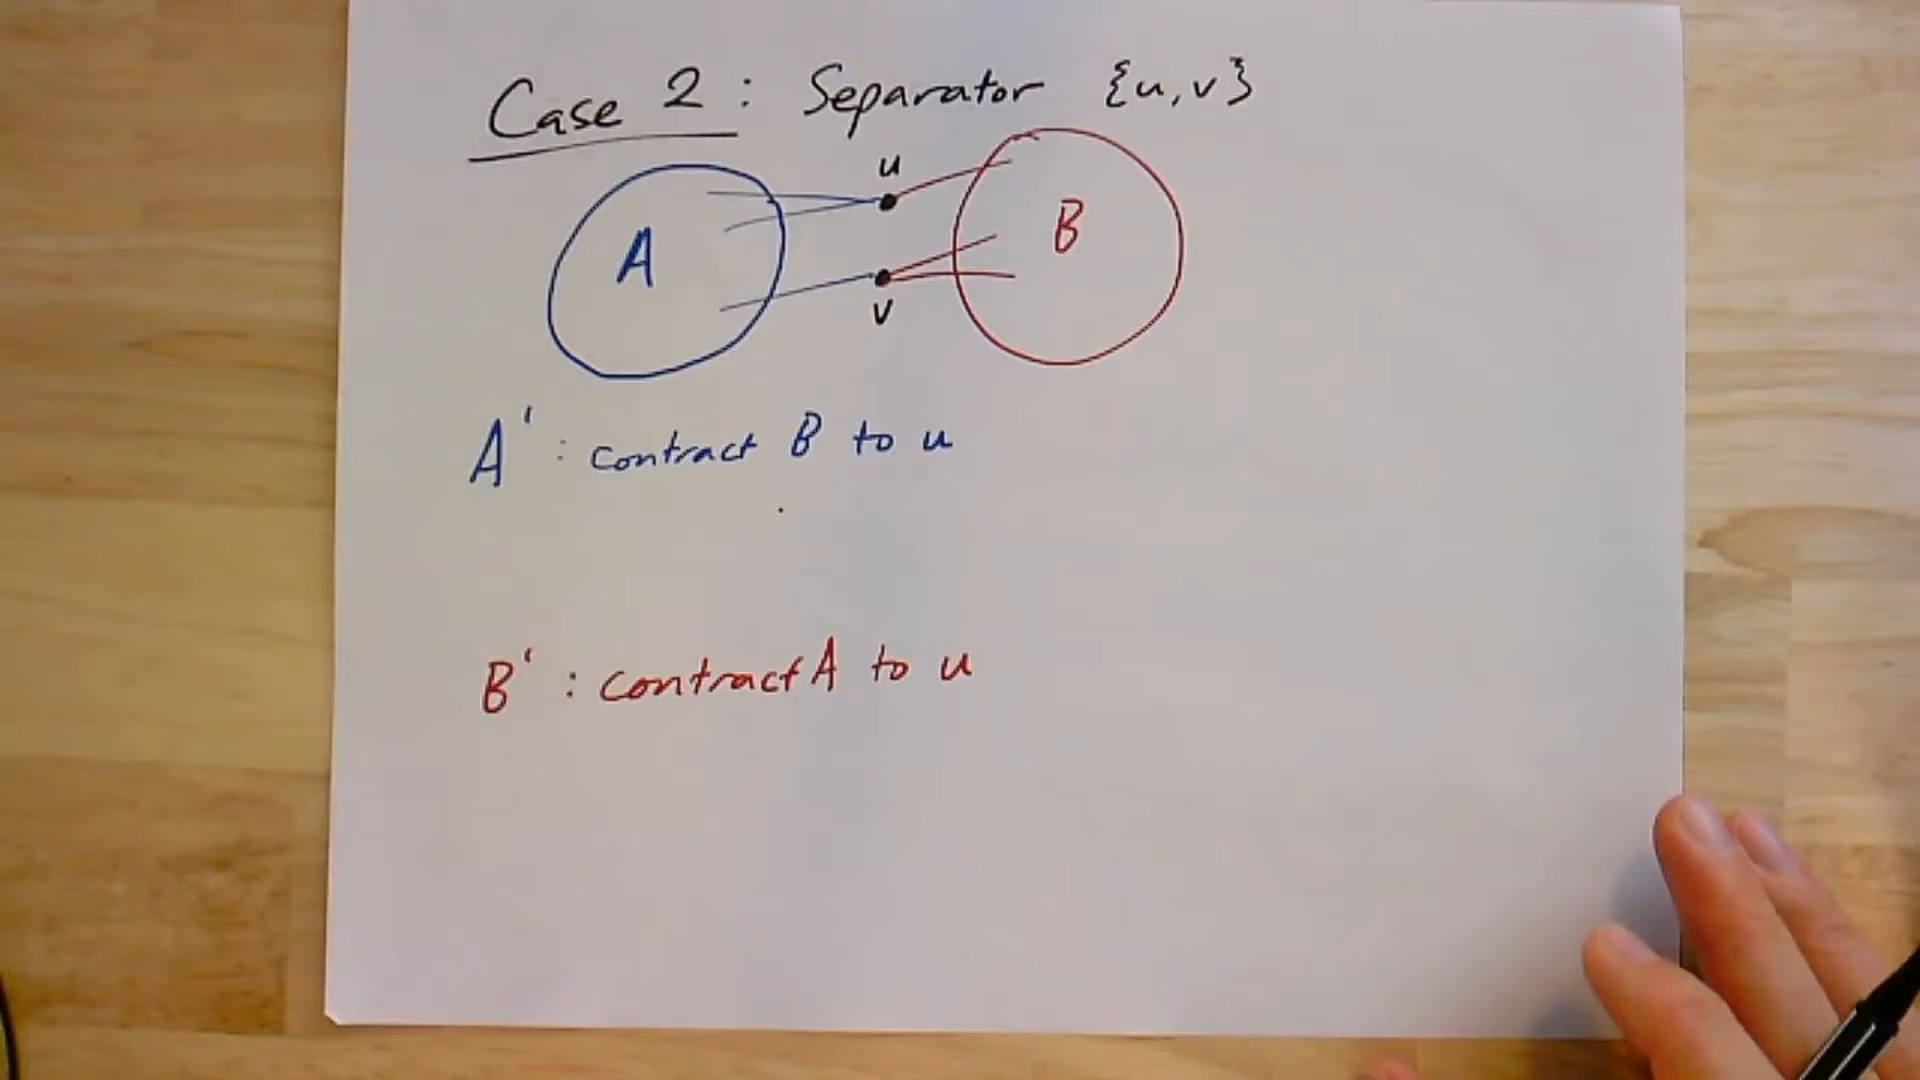 Case 2 : Separator {u,v}
u
A
B
v
A' : contract B to u
B' : contract A to u